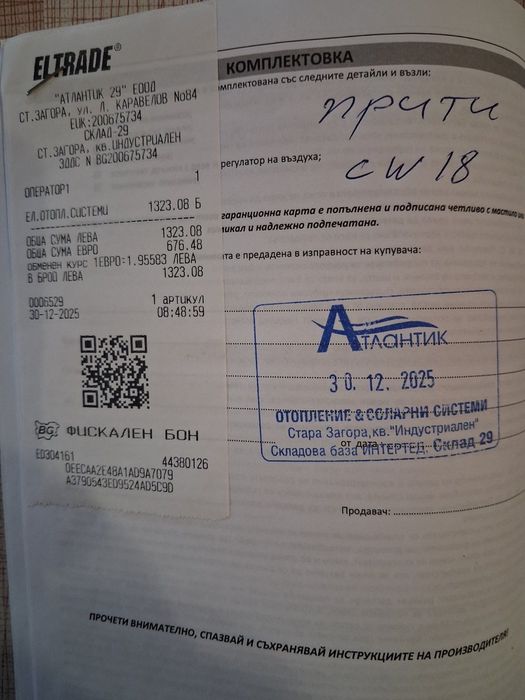 ELTRADE®
"АТЛАНТИК 29" ЕООД
СТ.ЗАГОРА, ул. Л. КАРАВЕЛОВ №84
ЕИК:200675734
СКЛАД-29
СТ.ЗАГОРА, кв.ИНДУСТРИАЛЕН
ЗДДС N BG200675734
ОПЕРАТОР1 1
ЕЛ.ОТОПЛ.СИСТЕМИ 1323.08 Б
ОБЩА СУМА ЛЕВА 1323.08
ОБЩА СУМА ЕВРО 676.48
обменен курс 1ЕВРО=1.95583 ЛЕВА
В БРОЙ ЛЕВА 1323.08
0006529 1 артикул
30-12-2025 08:48:59
BG ФИСКАЛЕН БОН
ED304161 44380126
0EECAA2E48A1AD9A7079
A3790543ED9524AD5C9D
КОМПЛЕКТОВКА
омплектована със следните детайли и възли:
прити
регулатор на въздуха;
CW 18
гаранционна карта е попълнена и подписана четливо с мастило и
тикал и надлежно подпечатана.
та е предадена в изправност на купувача:
АТЛАНТИК
30. 12. 2025
ОТОПЛЕНИЕ & СОЛАРНИ СИСТЕМИ
Стара Загора,кв."Индустриален"
от дата
Складова база ИНТЕРТЕД, Склад 29
Продавач:
ПРОЧЕТИ ВНИМАТЕЛНО, СПАЗВАЙ И СЪХРАНЯВАЙ ИНСТРУКЦИИТЕ НА ПРОИЗВОДИТЕЛЯ!